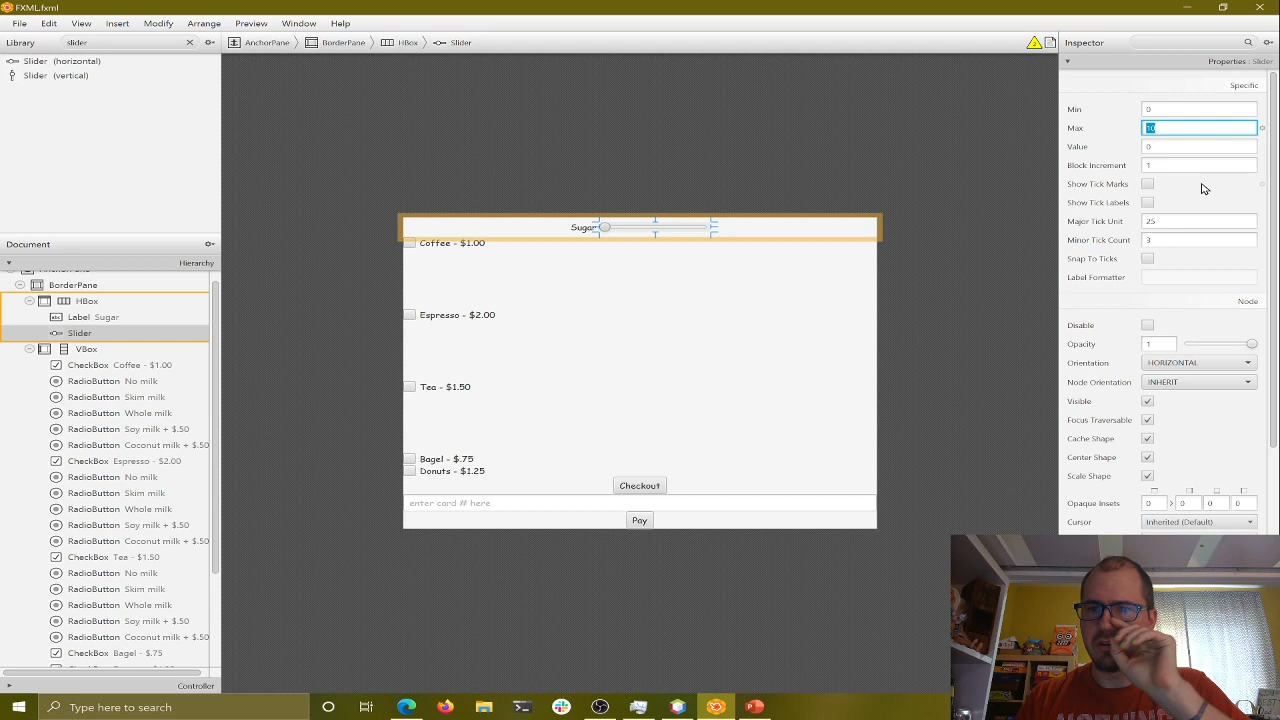 FXML.fxml
File Edit View Insert Modify Arrange Preview Window Help
Library slider
Slider (horizontal)
Slider (vertical)
Document
Hierarchy
BorderPane
HBox
Label Sugar
Slider
VBox
CheckBox Coffee - $1.00
RadioButton No milk
RadioButton Skim milk
RadioButton Whole milk
RadioButton Soy milk + $.50
RadioButton Coconut milk + $.50
CheckBox Espresso - $2.00
RadioButton No milk
RadioButton Skim milk
RadioButton Whole milk
RadioButton Soy milk + $.50
RadioButton Coconut milk + $.50
CheckBox Tea - $1.50
RadioButton No milk
RadioButton Skim milk
RadioButton Whole milk
RadioButton Soy milk + $.50
RadioButton Coconut milk + $.50
CheckBox Bagel - $.75
Controller
AnchorPane BorderPane HBox Slider
Sugar
Coffee - $1.00
Espresso - $2.00
Tea - $1.50
Bagel - $.75
Donuts - $1.25
Checkout
enter card # here
Pay
Inspector
Properties : Slider
Specific
Min 0
Max 10
Value 0
Block Increment 1
Show Tick Marks
Show Tick Labels
Major Tick Unit 25
Minor Tick Count 3
Snap To Ticks
Label Formatter
Node
Disable
Opacity 1
Orientation HORIZONTAL
Node Orientation INHERIT
Visible
Focus Traversable
Cache Shape
Center Shape
Scale Shape
Opaque Insets 0 > 0 0 0
Cursor Inherited (Default)
Type here to search